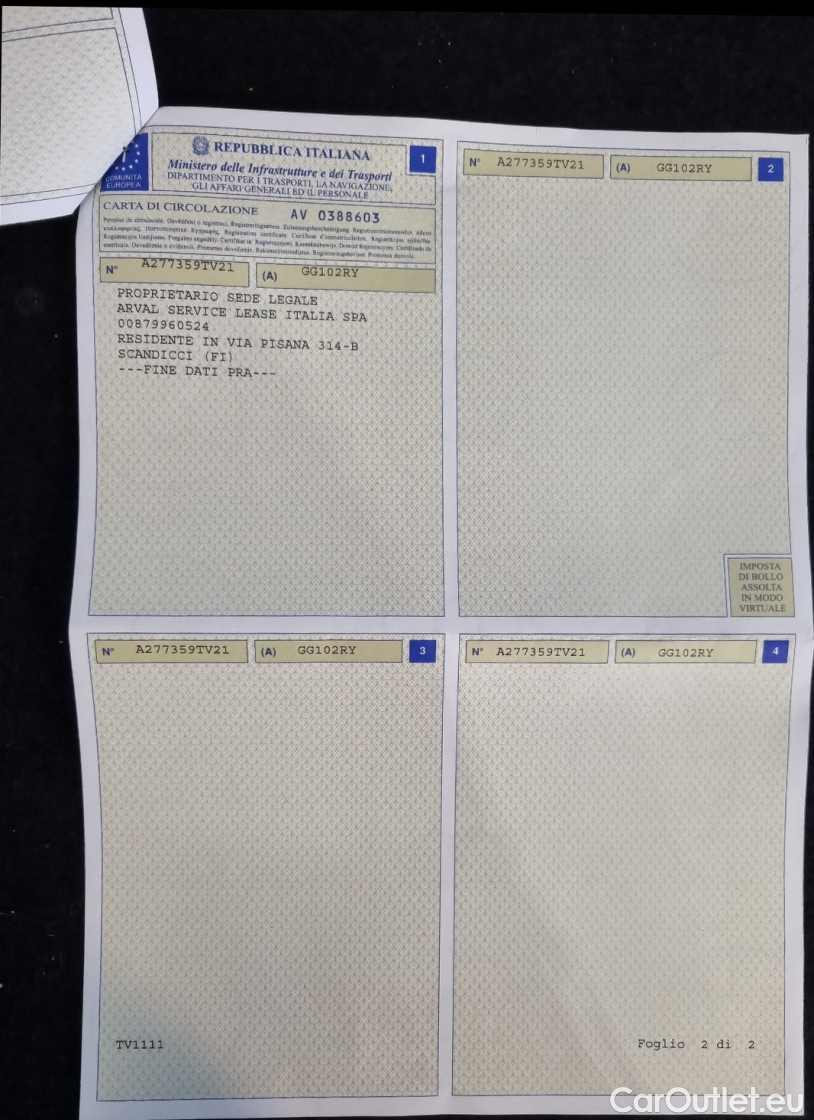 COMUNITÀ
EUROPEA
REPUBBLICA ITALIANA
Ministero delle Infrastrutture e dei Trasporti
DIPARTIMENTO PER I TRASPORTI, LA NAVIGAZIONE,
GLI AFFARI GENERALI ED IL PERSONALE
1
CARTA DI CIRCOLAZIONE AV 0388603
N° A277359TV21 (A) GG102RY
PROPRIETARIO SEDE LEGALE
ARVAL SERVICE LEASE ITALIA SPA
00879960524
RESIDENTE IN VIA PISANA 314-B
SCANDICCI (FI)
---FINE DATI PRA---
N° A277359TV21 (A) GG102RY 2
IMPOSTA
DI BOLLO
ASSOLTA
IN MODO
VIRTUALE
N° A277359TV21 (A) GG102RY 3
TV1111
N° A277359TV21 (A) GG102RY 4
Foglio 2 di 2
CarOutlet.eu